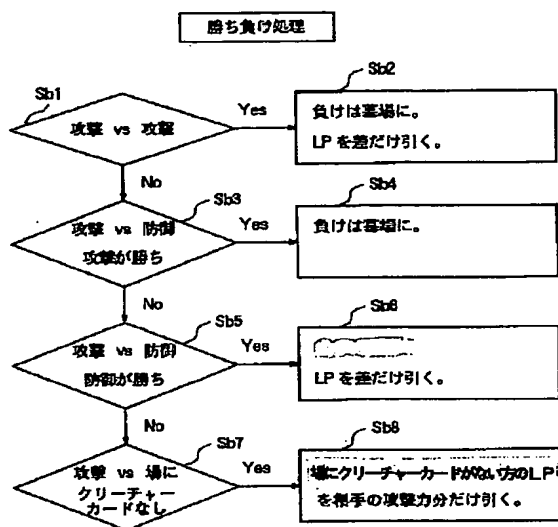 勝ち負け処理
Sb1
攻撃 vs 攻撃
Yes
Sb2
負けは墓場に。
LP を差だけ引く。
No
Sb3
攻撃 vs 防御
攻撃が勝ち
Yes
Sb4
負けは墓場に。
No
Sb5
攻撃 vs 防御
防御が勝ち
Yes
Sb6
LP を差だけ引く。
No
Sb7
攻撃 vs 場に
クリーチャー
カードなし
Yes
Sb8
場にクリーチャーカードがない方のLP
を相手の攻撃力分だけ引く。